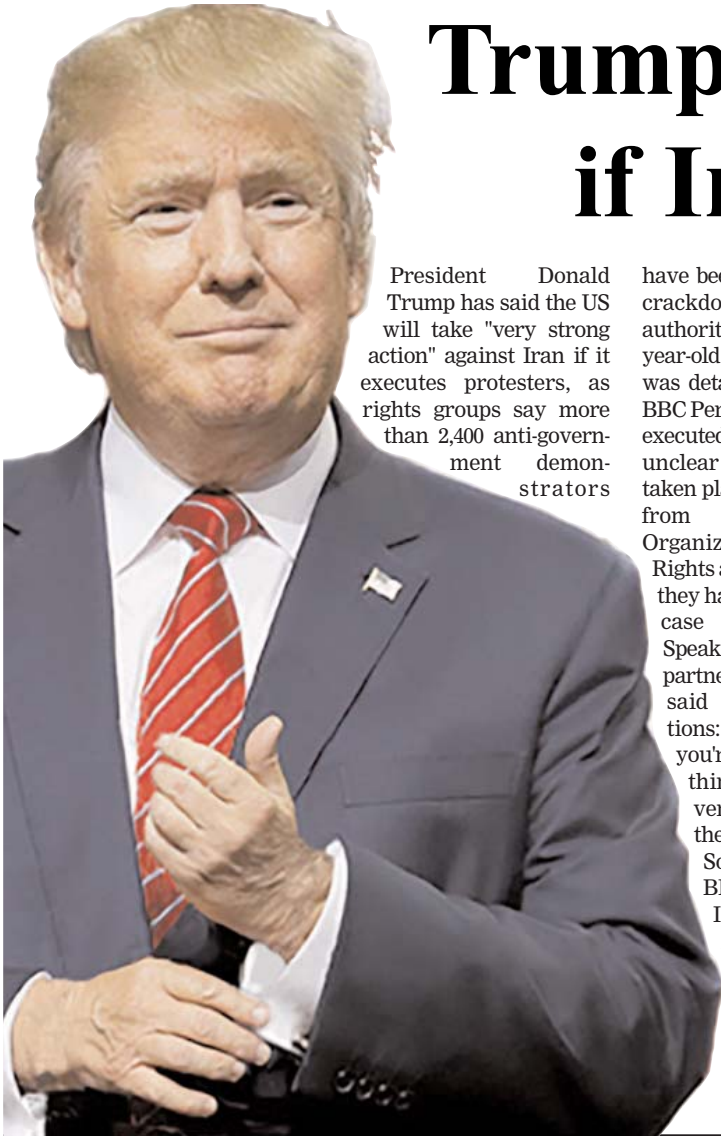 Trump
if Ir
President Donald
Trump has said the US
will take "very strong
action" against Iran if it
executes protesters, as
rights groups say more
than 2,400 anti-govern-
ment demon-
strators
have bee
crackdo
authorit
year-old
was deta
BBC Per
executed
unclear
taken pla
from
Organiz
Rights a
they ha
case
Speak
partne
said
tions:
you'r
thin
ver
the
So